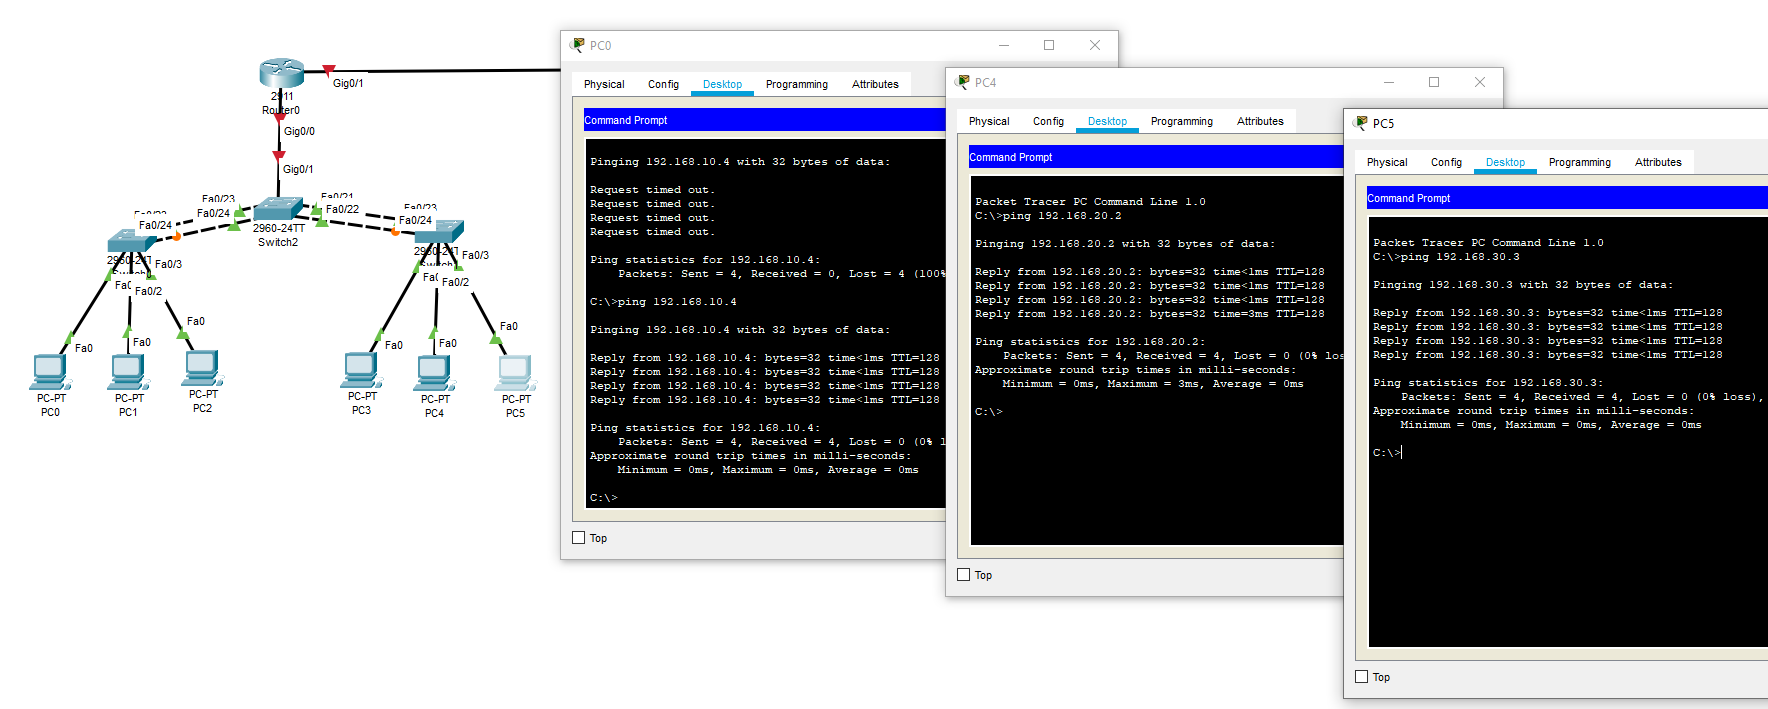 2911
Router0
Gig0/1
Gig0/0
Gig0/1
Fa0/23
Fa0/24
Fa0/21
Fa0/22
Fa0/24
Fa0/23
Fa0/24
2960-24TT
Switch2
Fa0/3
Fa0/2
Fa0/3
Fa0/2
Fa0
Fa0
Fa0
Fa0
Fa0
Fa0
PC-PT
PC0
PC-PT
PC1
PC-PT
PC2
PC-PT
PC3
PC-PT
PC4
PC-PT
PC5
PC0
Physical Config Desktop Programming Attributes
Command Prompt
Pinging 192.168.10.4 with 32 bytes of data:
Request timed out.
Request timed out.
Request timed out.
Request timed out.
Ping statistics for 192.168.10.4:
Packets: Sent = 4, Received = 0, Lost = 4 (100%
C:\>ping 192.168.10.4
Pinging 192.168.10.4 with 32 bytes of data:
Reply from 192.168.10.4: bytes=32 time<1ms TTL=128
Reply from 192.168.10.4: bytes=32 time<1ms TTL=128
Reply from 192.168.10.4: bytes=32 time<1ms TTL=128
Reply from 192.168.10.4: bytes=32 time<1ms TTL=128
Ping statistics for 192.168.10.4:
Packets: Sent = 4, Received = 4, Lost = 0 (0% l
Approximate round trip times in milli-seconds:
Minimum = 0ms, Maximum = 0ms, Average = 0ms
C:\>
Top
PC4
Physical Config Desktop Programming Attributes
Command Prompt
Packet Tracer PC Command Line 1.0
C:\>ping 192.168.20.2
Pinging 192.168.20.2 with 32 bytes of data:
Reply from 192.168.20.2: bytes=32 time<1ms TTL=128
Reply from 192.168.20.2: bytes=32 time<1ms TTL=128
Reply from 192.168.20.2: bytes=32 time<1ms TTL=128
Reply from 192.168.20.2: bytes=32 time=3ms TTL=128
Ping statistics for 192.168.20.2:
Packets: Sent = 4, Received = 4, Lost = 0 (0% los
Approximate round trip times in milli-seconds:
Minimum = 0ms, Maximum = 3ms, Average = 0ms
C:\>
Top
PC5
Physical Config Desktop Programming Attributes
Command Prompt
Packet Tracer PC Command Line 1.0
C:\>ping 192.168.30.3
Pinging 192.168.30.3 with 32 bytes of data:
Reply from 192.168.30.3: bytes=32 time<1ms TTL=128
Reply from 192.168.30.3: bytes=32 time<1ms TTL=128
Reply from 192.168.30.3: bytes=32 time<1ms TTL=128
Reply from 192.168.30.3: bytes=32 time<1ms TTL=128
Ping statistics for 192.168.30.3:
Packets: Sent = 4, Received = 4, Lost = 0 (0% loss),
Approximate round trip times in milli-seconds:
Minimum = 0ms, Maximum = 0ms, Average = 0ms
C:\>
Top